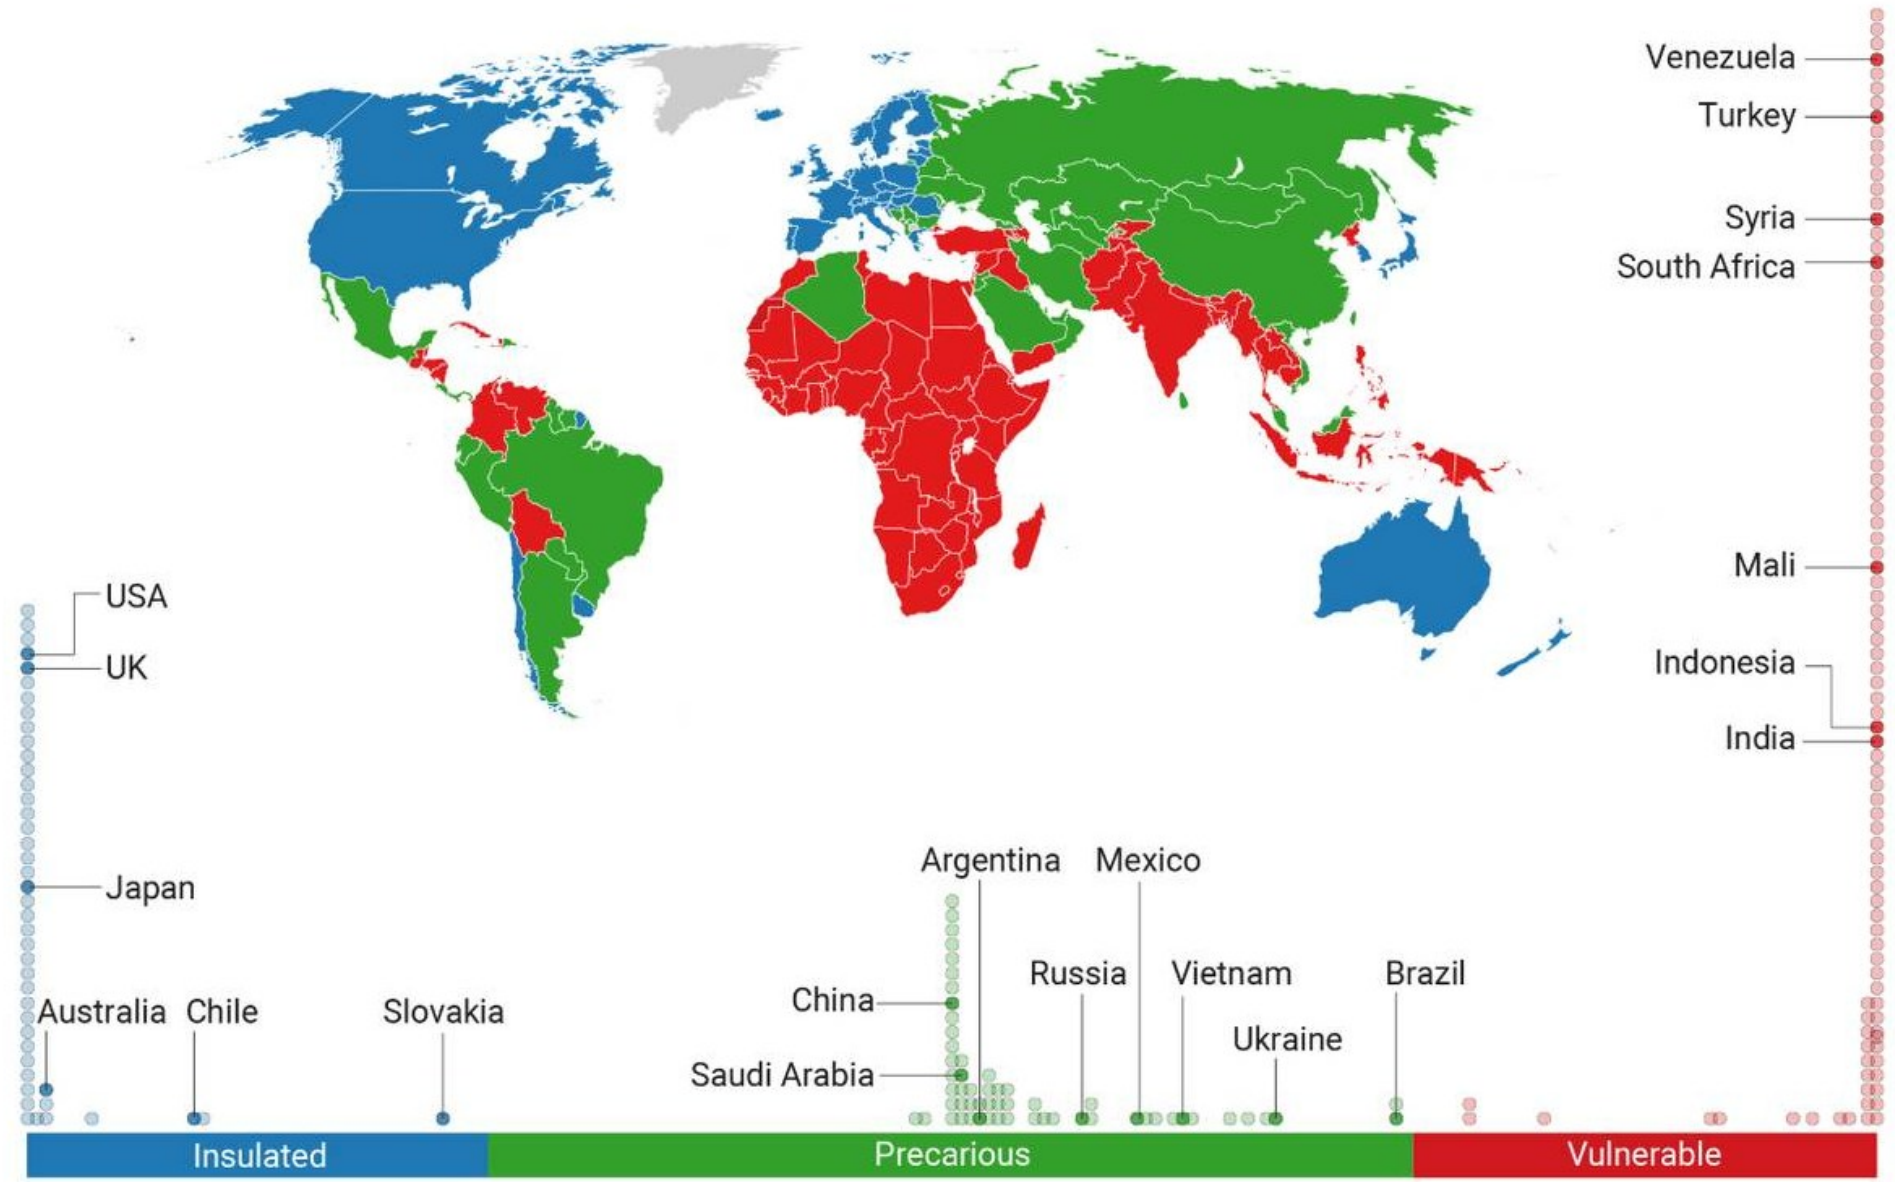 Venezuela
Turkey
Syria
South Africa
Mali
USA
UK
Indonesia
India
Japan
Argentina
Mexico
Russia
Vietnam
Brazil
China
Australia
Chile
Slovakia
Ukraine
Saudi Arabia
Insulated
Precarious
Vulnerable